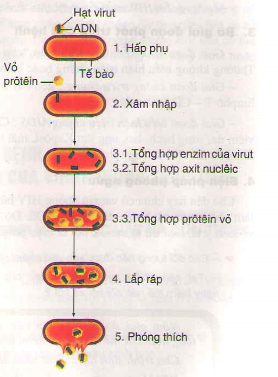 Hạt virut
ADN
1. Hấp phụ
Vỏ
prôtêin
Tế bào
2. Xâm nhập
3.1.Tổng hợp enzim của virut
3.2.Tổng hợp axit nuclêic
3.3.Tổng hợp prôtêin vỏ
4. Lắp ráp
5. Phóng thích